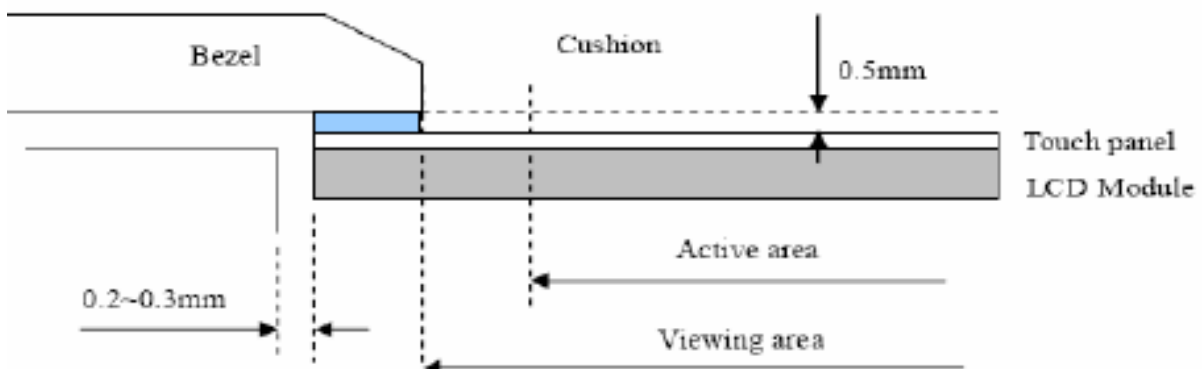 Cushion
Bezel
0.5mm
Touch panel
LCD Module
Active area
0.2~0.3mm
Viewing area